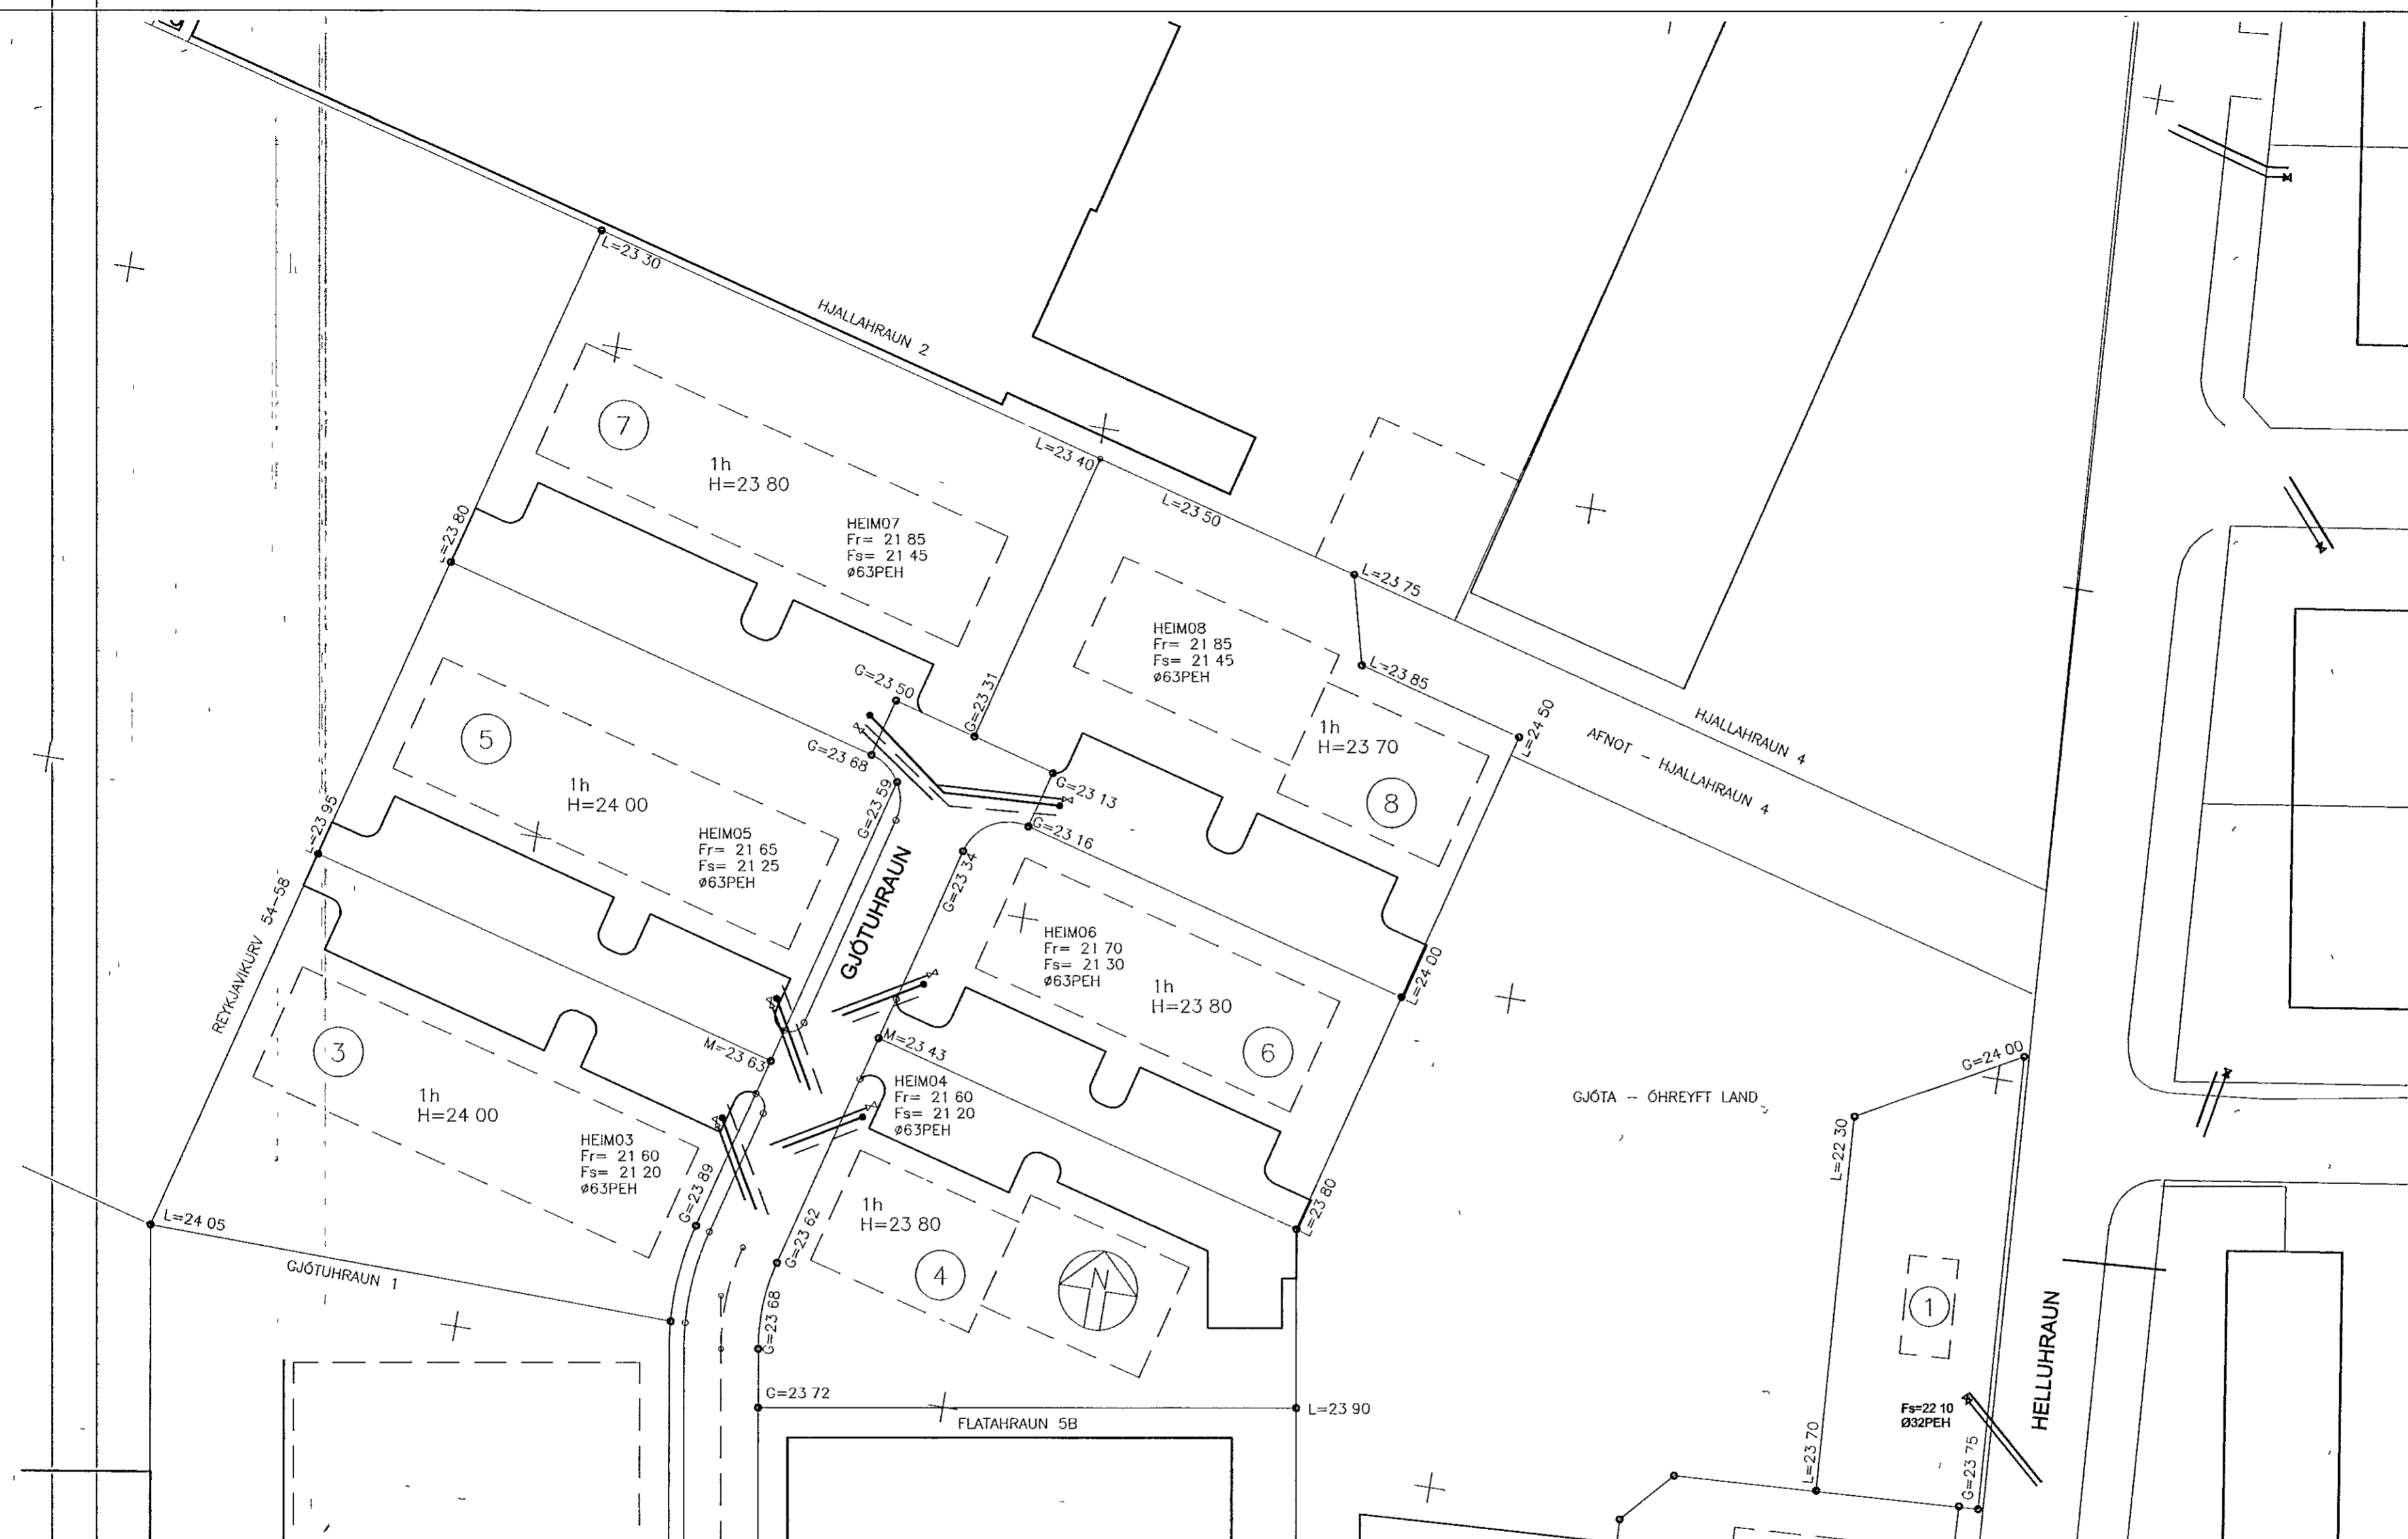 L=23 30
HJALLAHRAUN 2
7
1h
H=23 80
L=23 40
L=23 50
L=23 75
L=23 80
HEIM07
Fr= 21 85
Fs= 21 45
ø63PEH
HEIM08
Fr= 21 85
Fs= 21 45
ø63PEH
L=23 85
L=24 50
HJALLAHRAUN 4
AFNOT - HJALLAHRAUN 4
1h
H=23 70
8
G=23 50
G=23 31
G=23 68
G=23 59
G=23 13
G=23 16
G=23 34
5
1h
H=24 00
HEIM05
Fr= 21 65
Fs= 21 25
ø63PEH
L=23 95
GJÓTUHRAUN
REYKJAVIKURV 54-58
HEIM06
Fr= 21 70
Fs= 21 30
ø63PEH
1h
H=23 80
6
L=24 00
3
1h
H=24 00
M=23 63
M=23 43
HEIM04
Fr= 21 60
Fs= 21 20
ø63PEH
HEIM03
Fr= 21 60
Fs= 21 20
ø63PEH
G=23 89
G=23 62
1h
H=23 80
4
N
L=23 80
GJÓTA - ÓHREYFT LAND
G=24 00
L=22 30
1
HELLUHRAUN
L=24 05
GJÓTUHRAUN 1
G=23 68
G=23 72
FLATAHRAUN 5B
L=23 90
Fs=22 10
Ø32PEH
L=23 70
G=23 75